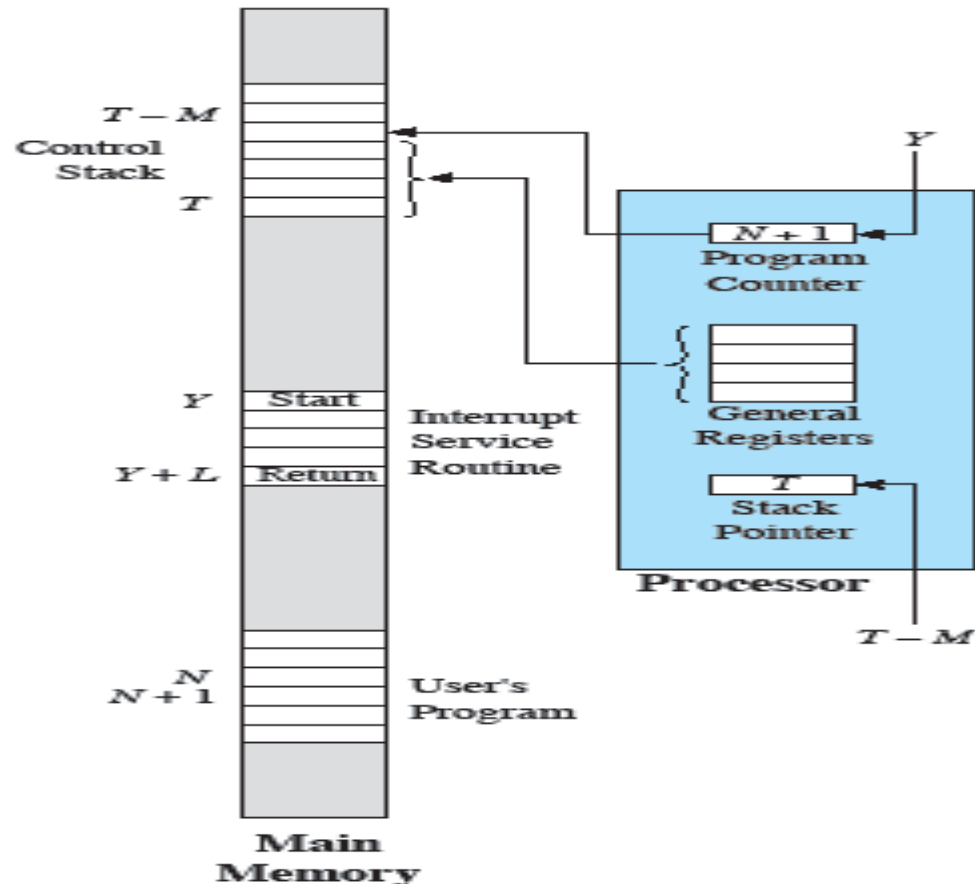 T – M
Control
Stack
T
Y
Start
Interrupt
Service
Routine
Y + L
Return
N
N + 1
User's
Program
Main
Memory
Y
N + 1
Program
Counter
General
Registers
T
Stack
Pointer
Processor
T – M